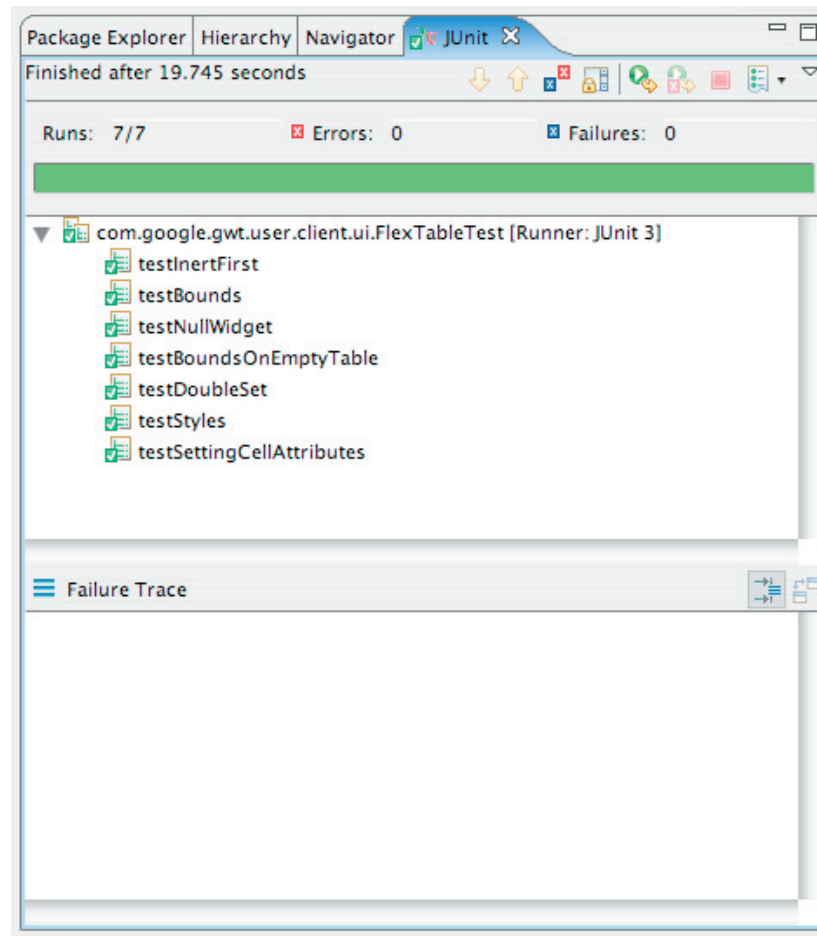 Package Explorer Hierarchy Navigator JUnit
Finished after 19.745 seconds
Runs: 7/7 Errors: 0 Failures: 0
com.google.gwt.user.client.ui.FlexTableTest [Runner: JUnit 3]
testInertFirst
testBounds
testNullWidget
testBoundsOnEmptyTable
testDoubleSet
testStyles
testSettingCellAttributes
Failure Trace